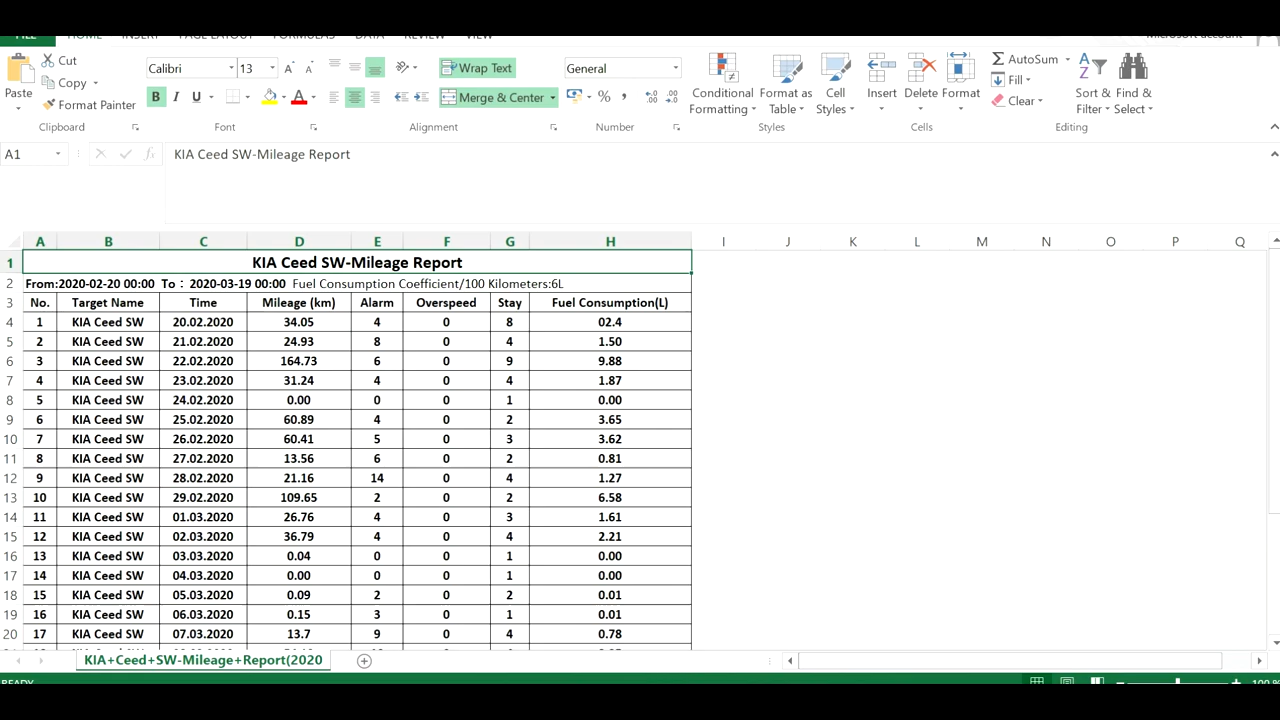 FILE HOME INSERT PAGE LAYOUT FORMULAS DATA REVIEW VIEW Microsoft account
Cut
Copy
Format Painter
Paste
Clipboard
Calibri 13
B I U
Font
Wrap Text
Merge & Center
Alignment
General
% ,
Number
Conditional Formatting
Format as Table
Cell Styles
Styles
Insert Delete Format
Cells
AutoSum
Fill
Clear
Sort & Filter
Find & Select
Editing
A1 fx KIA Ceed SW-Mileage Report
A B C D E F G H I J K L M N O P Q
1 KIA Ceed SW-Mileage Report
2 From:2020-02-20 00:00 To : 2020-03-19 00:00 Fuel Consumption Coefficient/100 Kilometers:6L
3 No. Target Name Time Mileage (km) Alarm Overspeed Stay Fuel Consumption(L)
4 1 KIA Ceed SW 20.02.2020 34.05 4 0 8 02.4
5 2 KIA Ceed SW 21.02.2020 24.93 8 0 4 1.50
6 3 KIA Ceed SW 22.02.2020 164.73 6 0 9 9.88
7 4 KIA Ceed SW 23.02.2020 31.24 4 0 4 1.87
8 5 KIA Ceed SW 24.02.2020 0.00 0 0 1 0.00
9 6 KIA Ceed SW 25.02.2020 60.89 4 0 2 3.65
10 7 KIA Ceed SW 26.02.2020 60.41 5 0 3 3.62
11 8 KIA Ceed SW 27.02.2020 13.56 6 0 2 0.81
12 9 KIA Ceed SW 28.02.2020 21.16 14 0 4 1.27
13 10 KIA Ceed SW 29.02.2020 109.65 2 0 2 6.58
14 11 KIA Ceed SW 01.03.2020 26.76 4 0 3 1.61
15 12 KIA Ceed SW 02.03.2020 36.79 4 0 4 2.21
16 13 KIA Ceed SW 03.03.2020 0.04 0 0 1 0.00
17 14 KIA Ceed SW 04.03.2020 0.00 0 0 1 0.00
18 15 KIA Ceed SW 05.03.2020 0.09 2 0 2 0.01
19 16 KIA Ceed SW 06.03.2020 0.15 3 0 1 0.01
20 17 KIA Ceed SW 07.03.2020 13.7 9 0 4 0.78
KIA+Ceed+SW-Mileage+Report(2020
READY 100 %